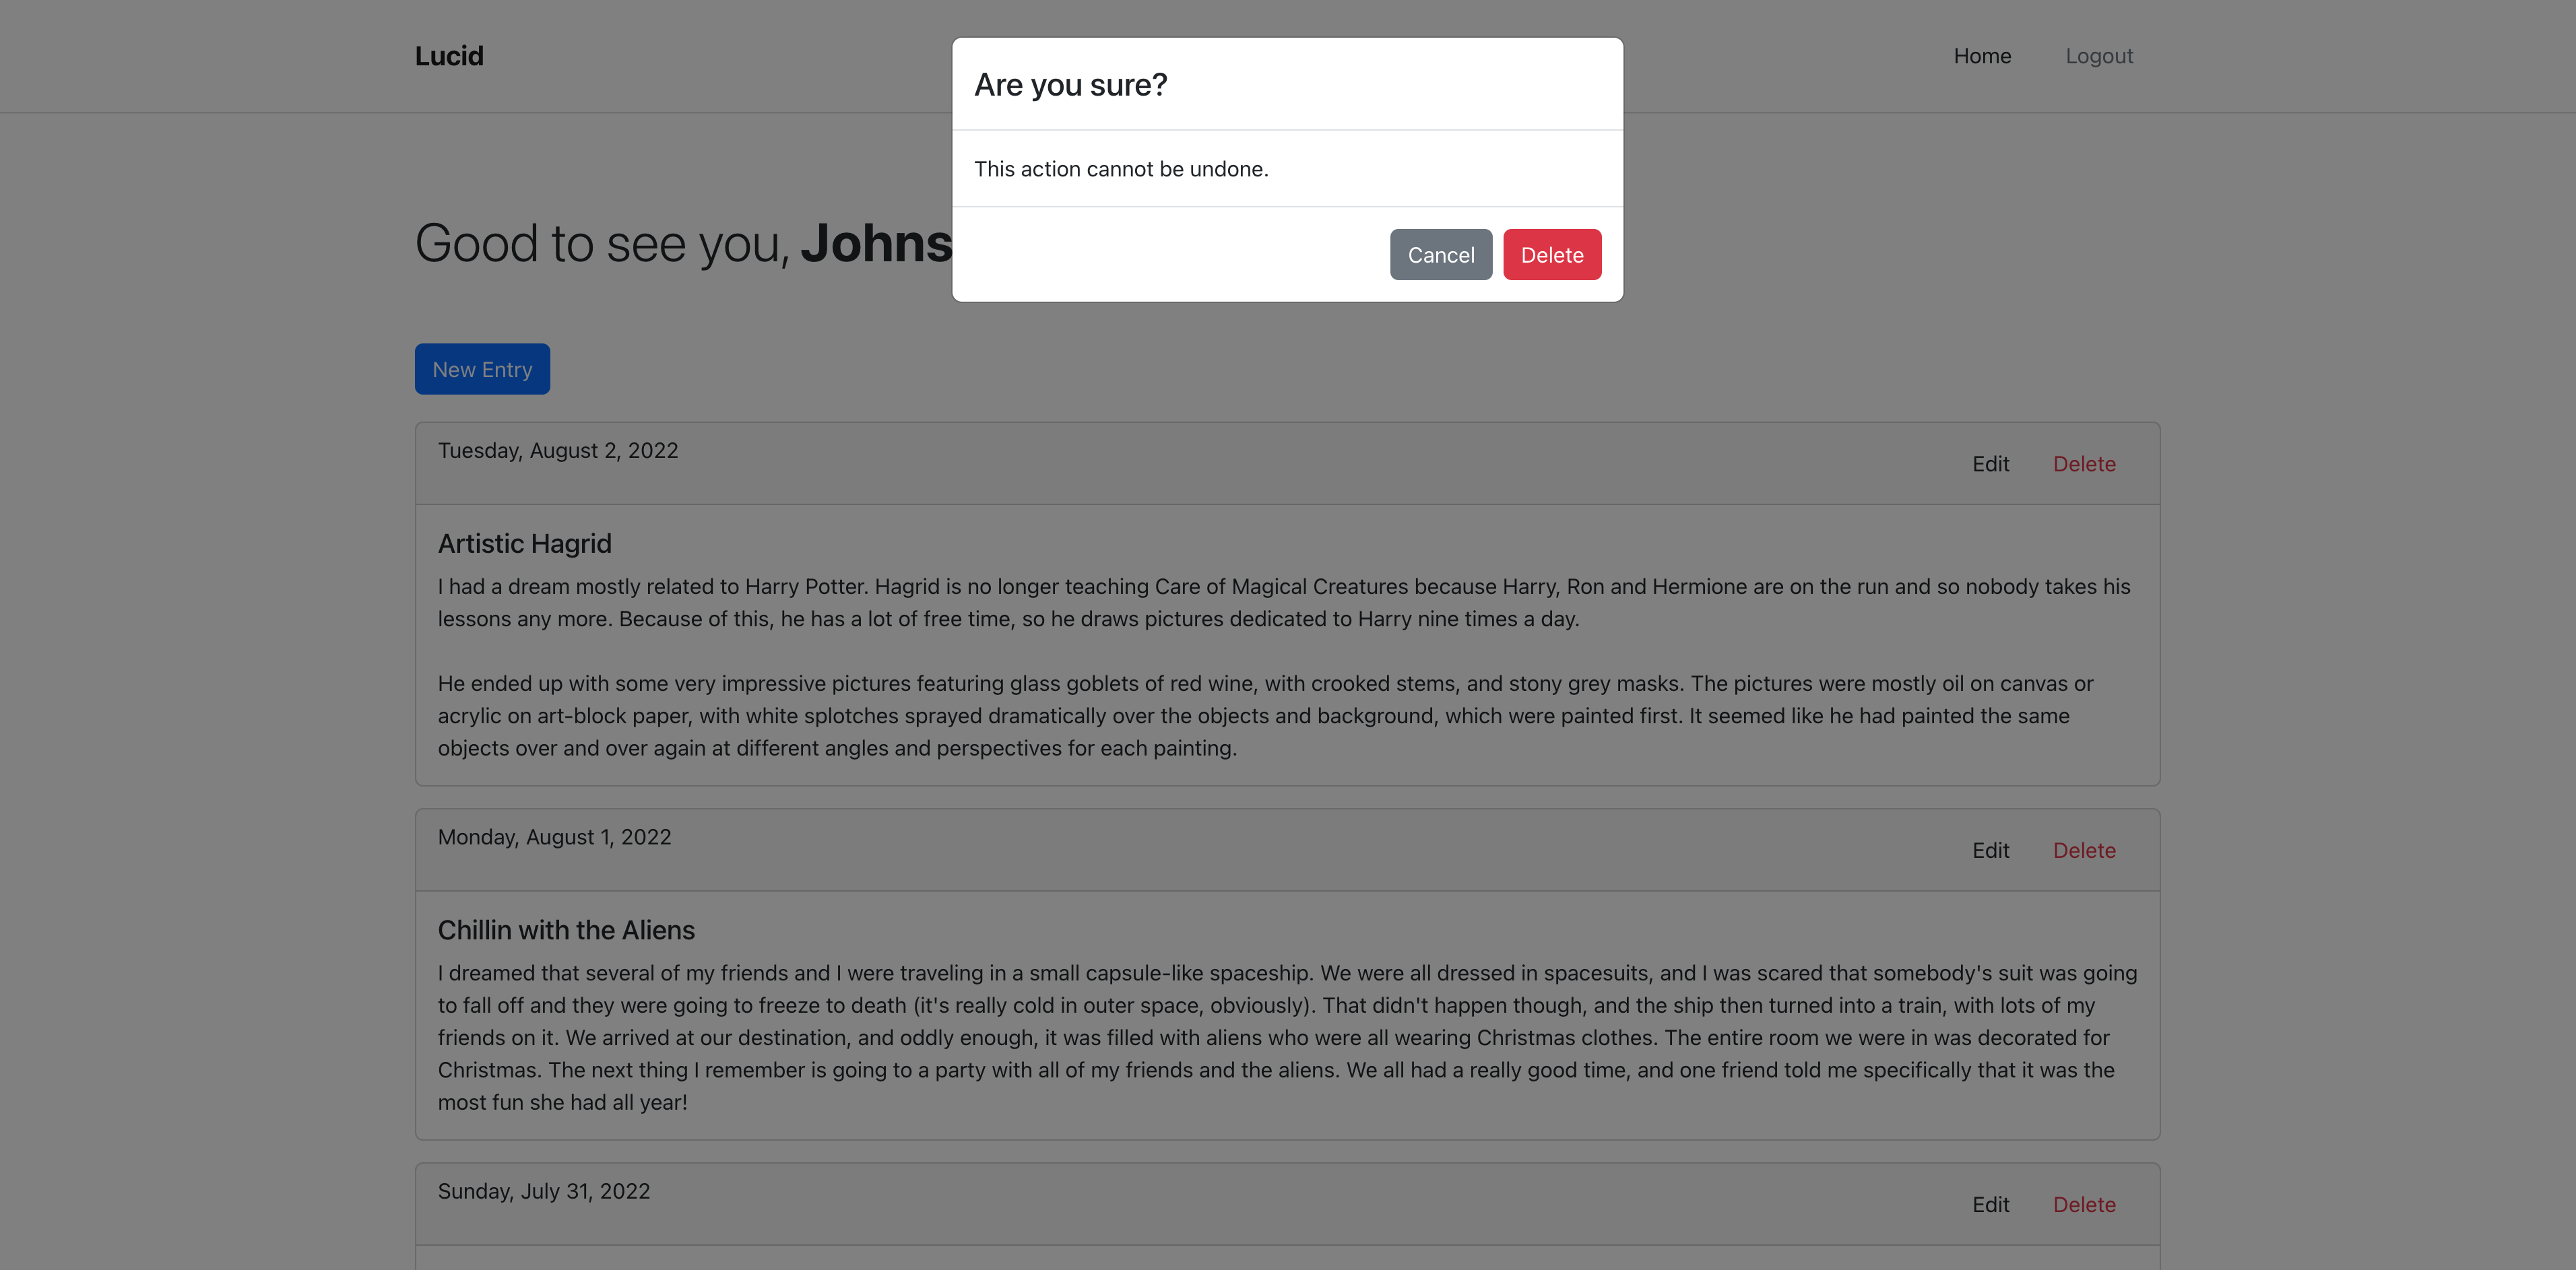 Lucid
Home
Logout
Are you sure?
This action cannot be undone.
Cancel
Delete
Good to see you, Johns
New Entry
Tuesday, August 2, 2022
Edit
Delete
Artistic Hagrid
I had a dream mostly related to Harry Potter. Hagrid is no longer teaching Care of Magical Creatures because Harry, Ron and Hermione are on the run and so nobody takes his
lessons any more. Because of this, he has a lot of free time, so he draws pictures dedicated to Harry nine times a day.
He ended up with some very impressive pictures featuring glass goblets of red wine, with crooked stems, and stony grey masks. The pictures were mostly oil on canvas or
acrylic on art-block paper, with white splotches sprayed dramatically over the objects and background, which were painted first. It seemed like he had painted the same
objects over and over again at different angles and perspectives for each painting.
Monday, August 1, 2022
Edit
Delete
Chillin with the Aliens
I dreamed that several of my friends and I were traveling in a small capsule-like spaceship. We were all dressed in spacesuits, and I was scared that somebody's suit was going
to fall off and they were going to freeze to death (it's really cold in outer space, obviously). That didn't happen though, and the ship then turned into a train, with lots of my
friends on it. We arrived at our destination, and oddly enough, it was filled with aliens who were all wearing Christmas clothes. The entire room we were in was decorated for
Christmas. The next thing I remember is going to a party with all of my friends and the aliens. We all had a really good time, and one friend told me specifically that it was the
most fun she had all year!
Sunday, July 31, 2022
Edit
Delete